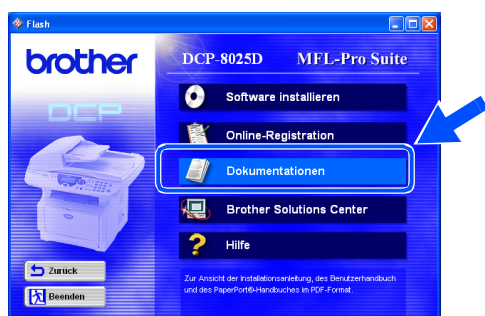 Flash
brother
DCP-8025D MFL-Pro Suite
DCP
Software installieren
Online-Registration
Dokumentationen
Brother Solutions Center
Hilfe
Zur Ansicht der Installationsanleitung, des Benutzerhandbuch
und des PaperPort®-Handbuches im PDF-Format.
Zurück
Beenden